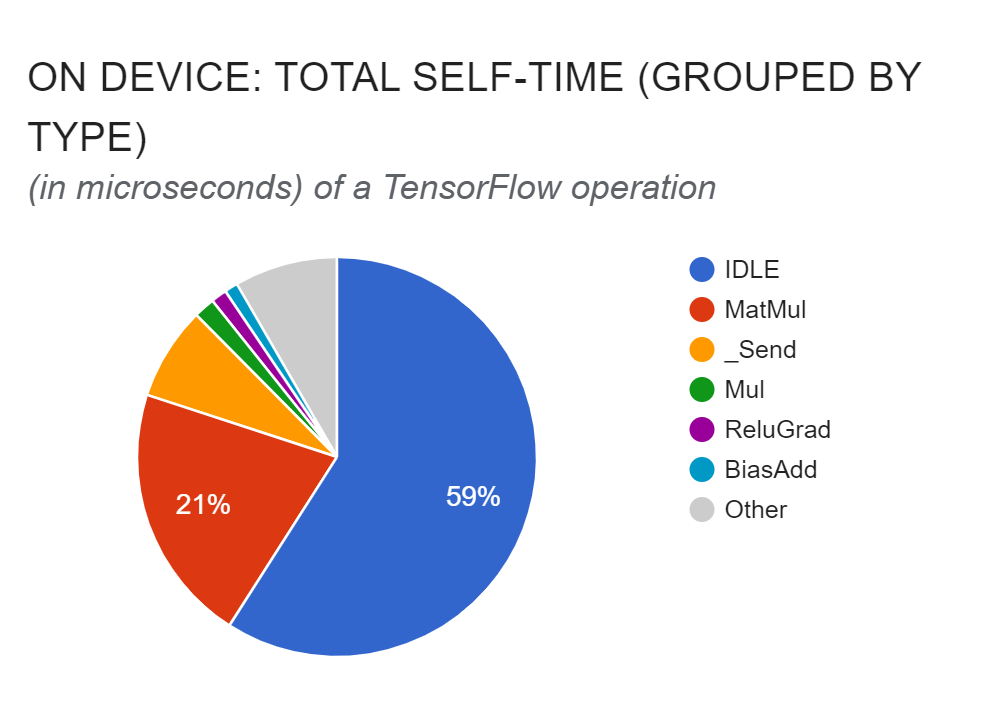 ON DEVICE: TOTAL SELF-TIME (GROUPED BY
TYPE)
(in microseconds) of a TensorFlow operation
59%
21%
IDLE
MatMul
_Send
Mul
ReluGrad
BiasAdd
Other